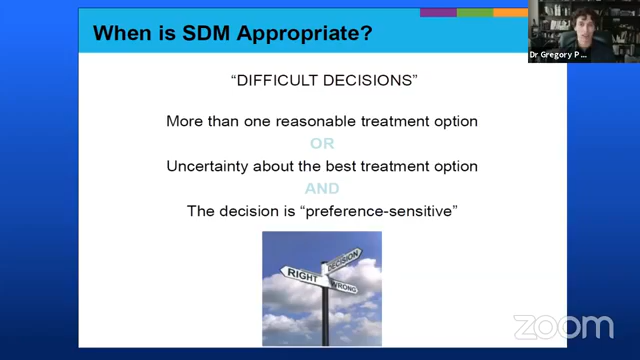 When is SDM Appropriate?
Dr Gregory P ...
“DIFFICULT DECISIONS”
More than one reasonable treatment option
OR
Uncertainty about the best treatment option
AND
The decision is “preference-sensitive”
DECISION
RIGHT
WRONG
zoom